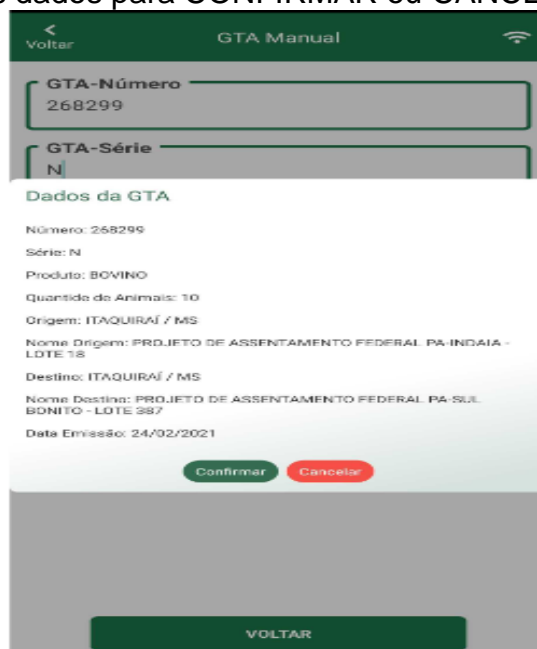 s dados para CONFIRMAR ou CANCEL
Voltar
GTA Manual
GTA-Número
268299
GTA-Série
N
Dados da GTA
Número: 268299
Série: N
Produto: BOVINO
Quantide de Animais: 10
Origem: ITAQUIRAÍ / MS
Nome Origem: PROJETO DE ASSENTAMENTO FEDERAL PA-INDAIA -
LOTE 18
Destino: ITAQUIRAÍ / MS
Nome Destino: PROJETO DE ASSENTAMENTO FEDERAL PA-SUL
BONITO - LOTE 387
Data Emissão: 24/02/2021
Confirmar
Cancelar
VOLTAR